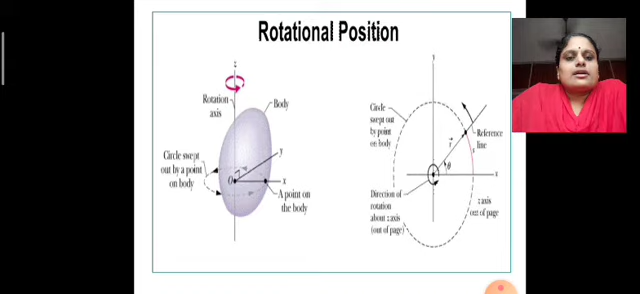 Rotational Position
z
Rotation
axis
Body
Circle swept
out by a point
on body
y
O
x
A point on
the body
y
Circle
swept out
by point
on body
Reference
line
r
s
θ
x
Direction of
rotation
about z axis
(out of page)
z axis
out of page